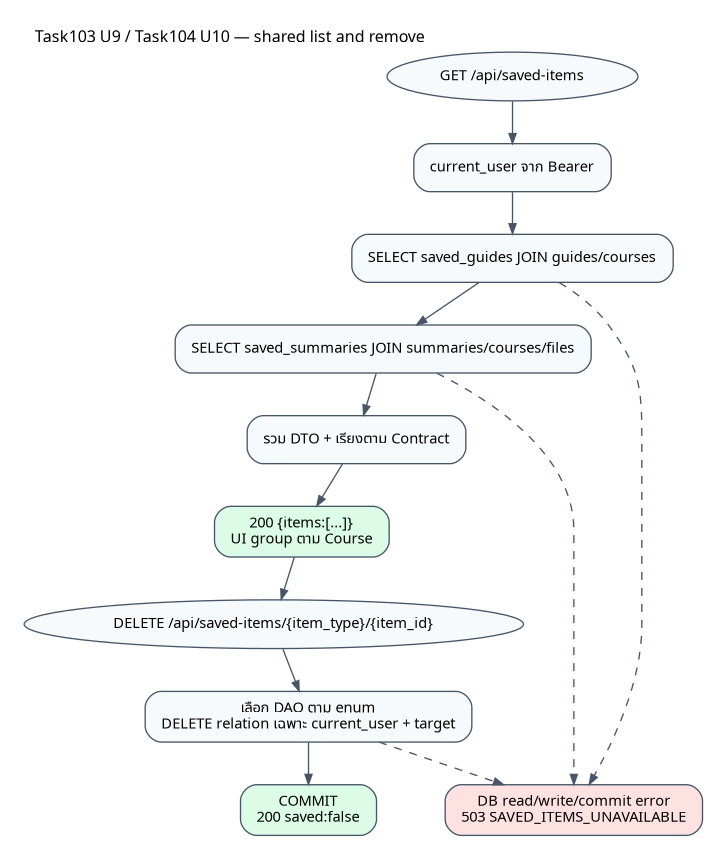 Task103 U9 / Task104 U10 — shared list and remove
GET /api/saved-items
current_user จาก Bearer
SELECT saved_guides JOIN guides/courses
SELECT saved_summaries JOIN summaries/courses/files
รวม DTO + เรียงตาม Contract
200 {items:[...]}
UI group ตาม Course
DELETE /api/saved-items/{item_type}/{item_id}
เลือก DAO ตาม enum
DELETE relation เฉพาะ current_user + target
COMMIT
200 saved:false
DB read/write/commit error
503 SAVED_ITEMS_UNAVAILABLE